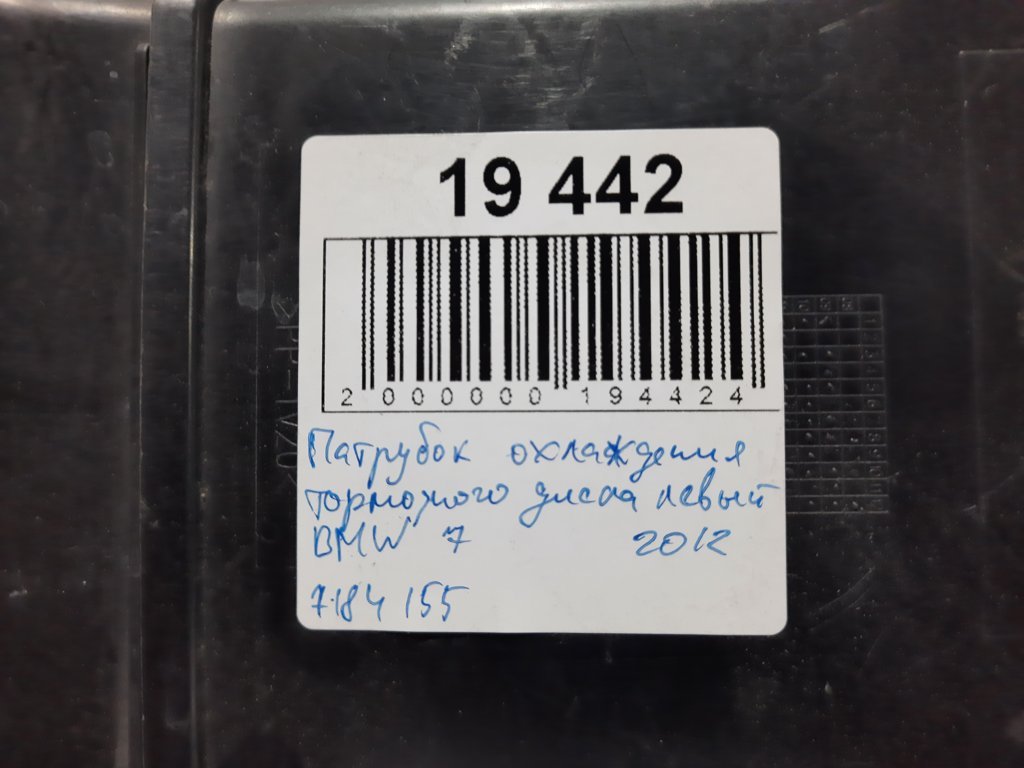 19 442
2 000000 194424
Патрубок охлаждения
тормозного диска левый
BMW 7 2012
7184 155